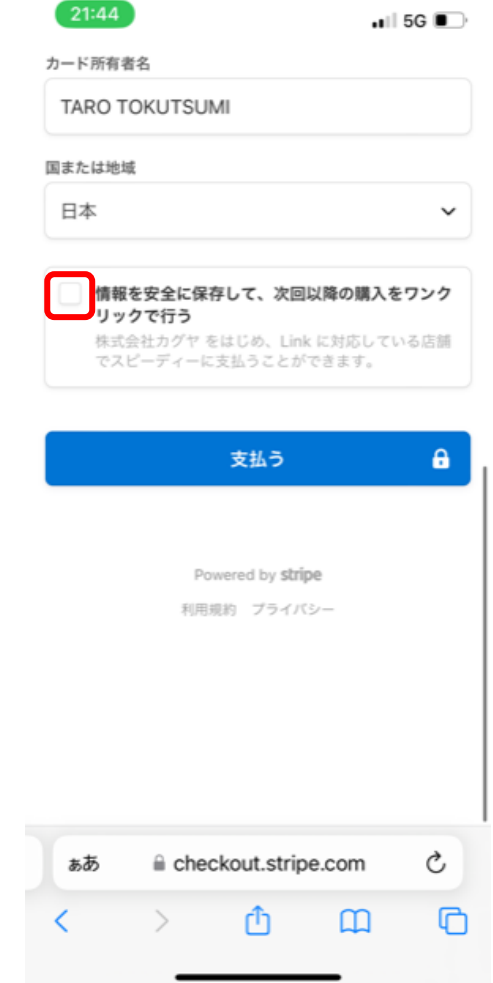 21:44 5G
カード所有者名
TARO TOKUTSUMI
国または地域
日本
情報を安全に保存して、次回以降の購入をワンク
リックで行う
株式会社カグヤ をはじめ、Link に対応している店舗
でスピーディーに支払うことができます。
支払う
Powered by stripe
利用規約 プライバシー
ぁあ checkout.stripe.com